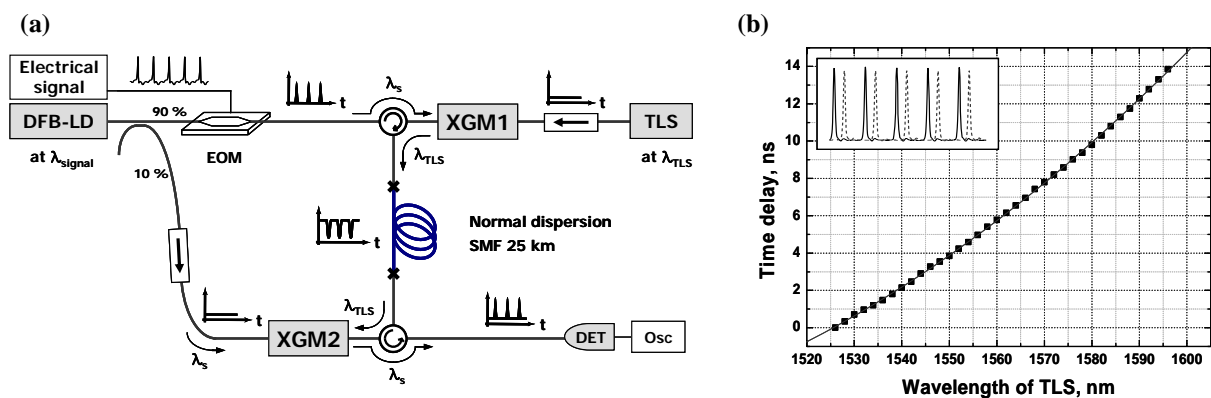 (a)
Electrical
signal
DFB-LD
at λsignal
90 %
10 %
EOM
t
λs
XGM1
t
TLS
at λTLS
λTLS
t
Normal dispersion
SMF 25 km
t
λs
XGM2
λTLS
λs
t
DET
Osc
(b)
Time delay, ns
14
12
10
8
6
4
2
0
1520 1530 1540 1550 1560 1570 1580 1590 1600
Wavelength of TLS, nm